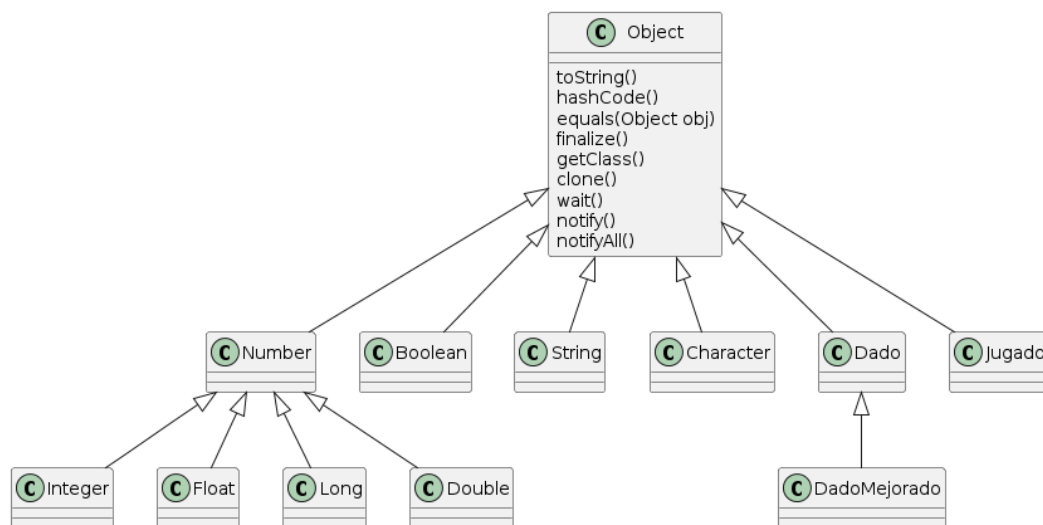 C Object
toString()
hashCode()
equals(Object obj)
finalize()
getClass()
clone()
wait()
notify()
notifyAll()
C Number
C Boolean
C String
C Character
C Dado
C Jugado
C Integer
C Float
C Long
C Double
C DadoMejorado